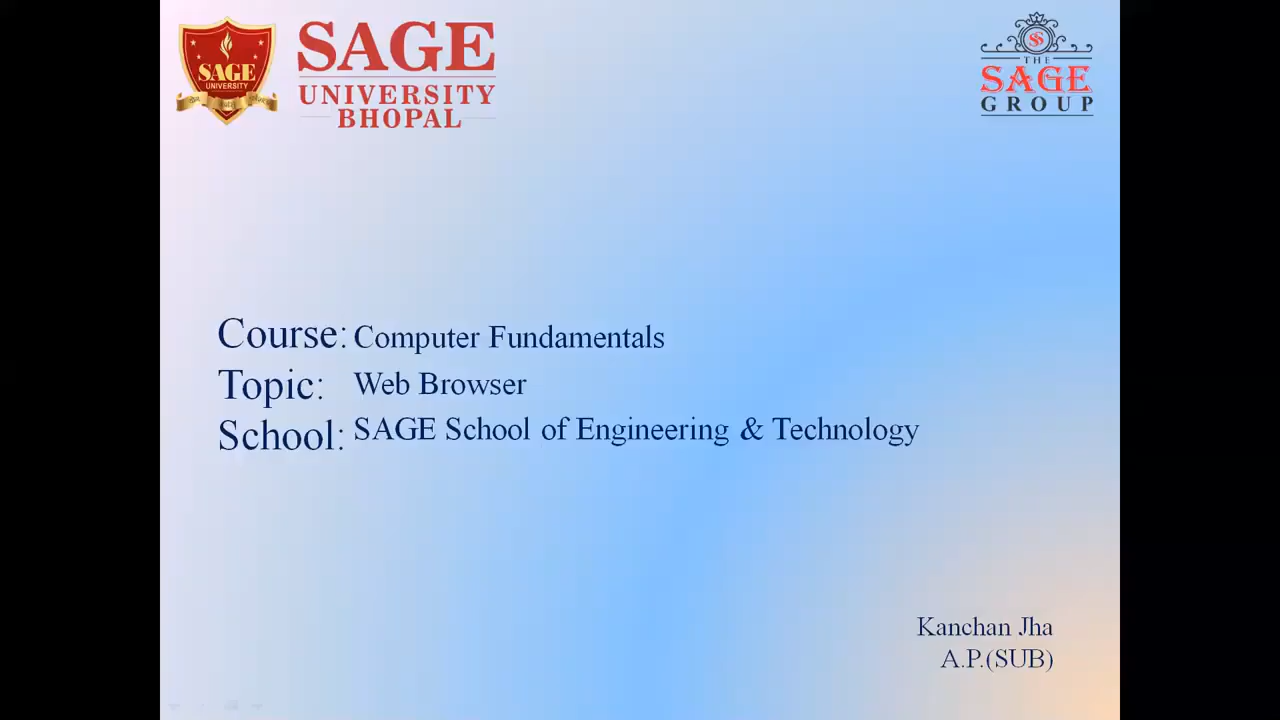 SAGE
UNIVERSITY
SAGE
UNIVERSITY
BHOPAL
THE
SAGE
GROUP
Course: Computer Fundamentals
Topic: Web Browser
School: SAGE School of Engineering & Technology
Kanchan Jha
A.P.(SUB)